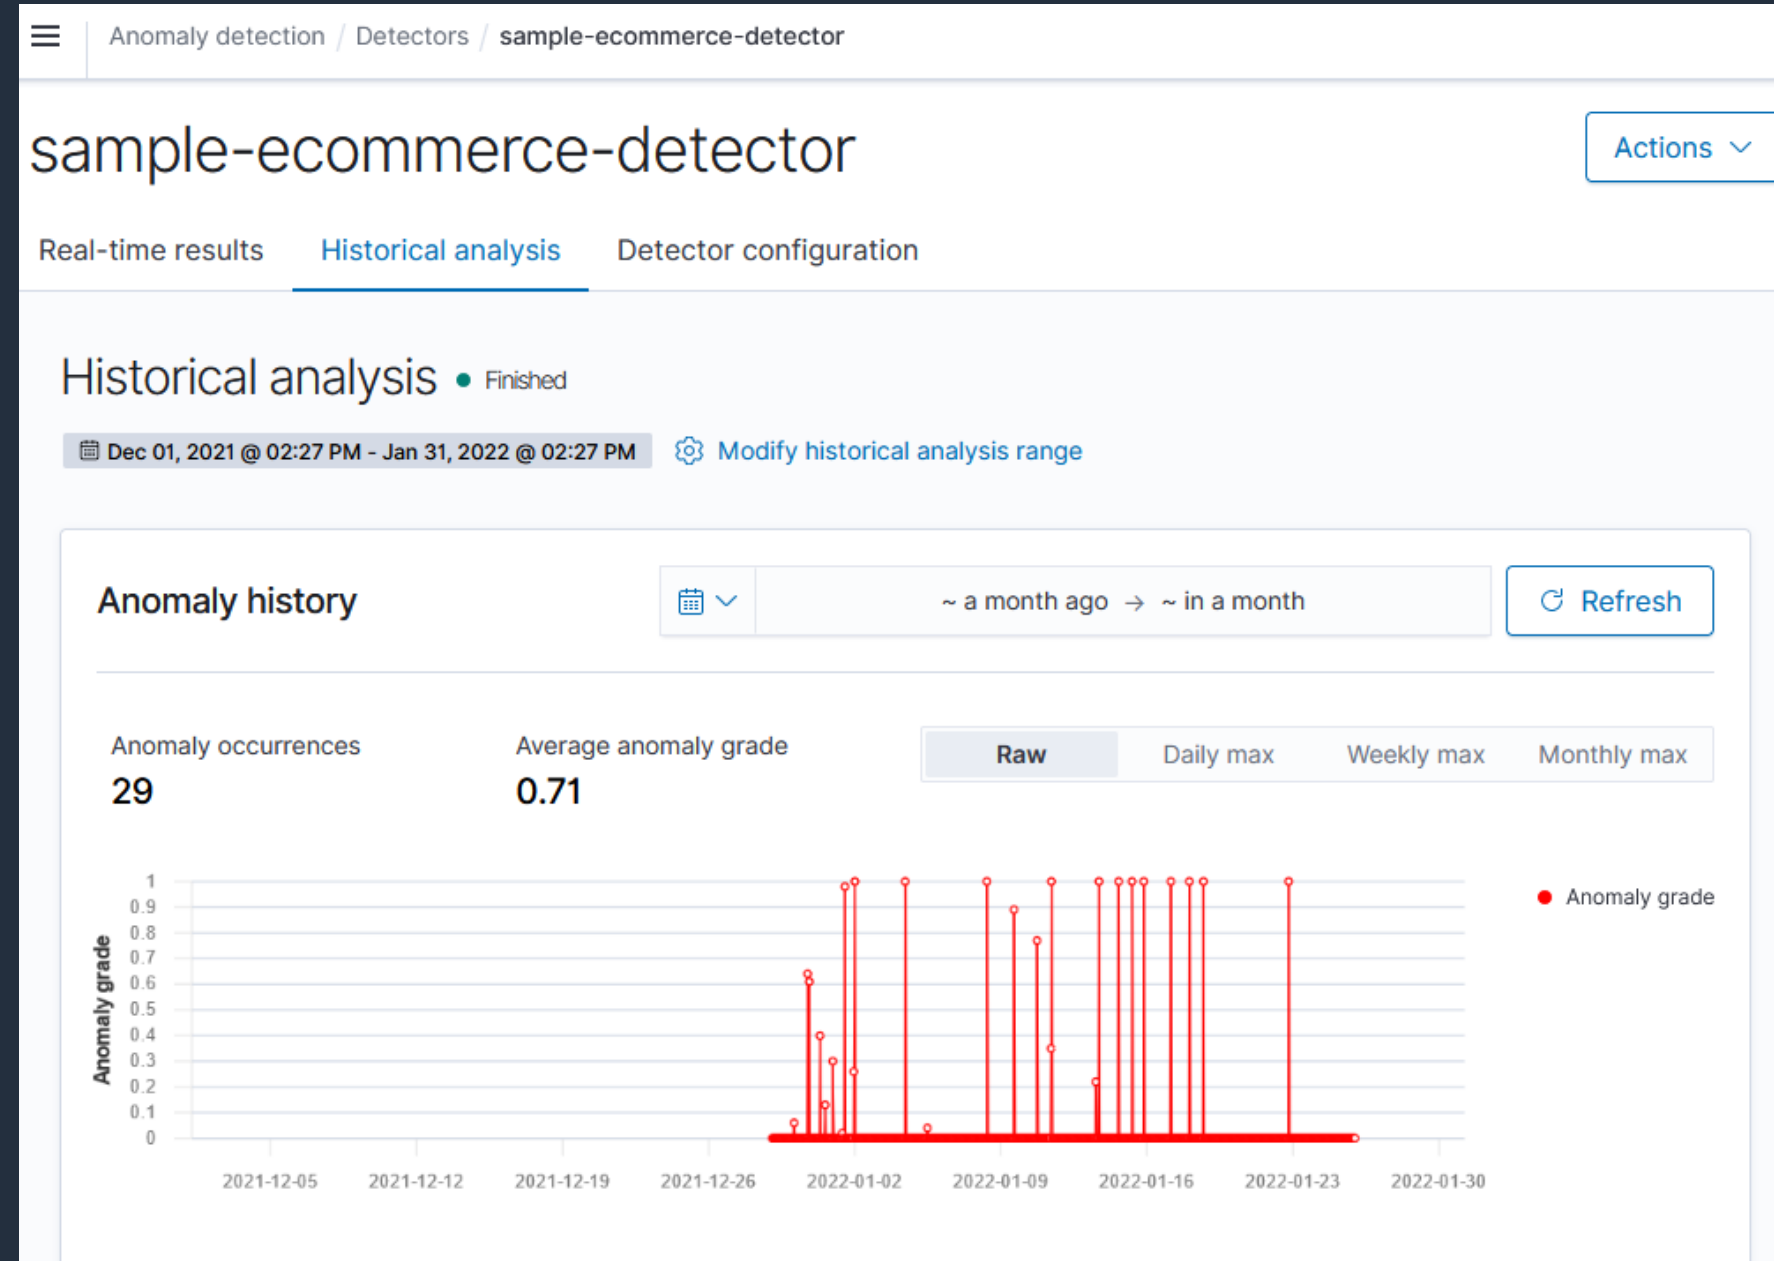 Anomaly detection / Detectors / sample-ecommerce-detector
sample-ecommerce-detector
Actions
Real-time results Historical analysis Detector configuration
Historical analysis • Finished
Dec 01, 2021 @ 02:27 PM - Jan 31, 2022 @ 02:27 PM Modify historical analysis range
Anomaly history
~ a month ago → ~ in a month
Refresh
Anomaly occurrences
29
Average anomaly grade
0.71
Raw Daily max Weekly max Monthly max
Anomaly grade
1
0.9
0.8
0.7
0.6
0.5
0.4
0.3
0.2
0.1
0
2021-12-05 2021-12-12 2021-12-19 2021-12-26 2022-01-02 2022-01-09 2022-01-16 2022-01-23 2022-01-30
Anomaly grade